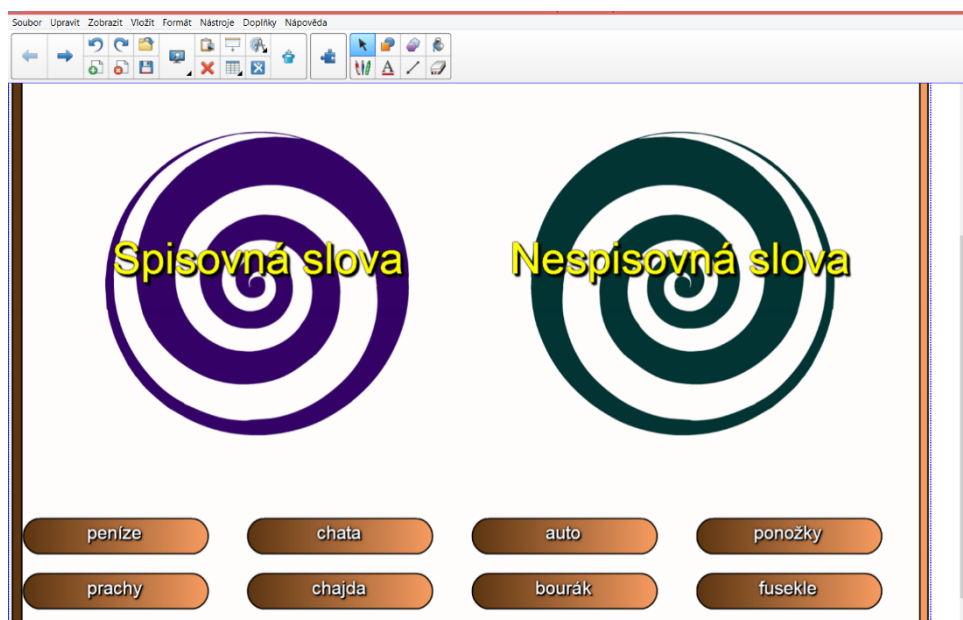 Soubor Upravit Zobrazit Vložit Formát Nástroje Doplňky Nápověda
Spisovná slova
Nespisovná slova
peníze chata auto ponožky
prachy chajda bourák fusekle